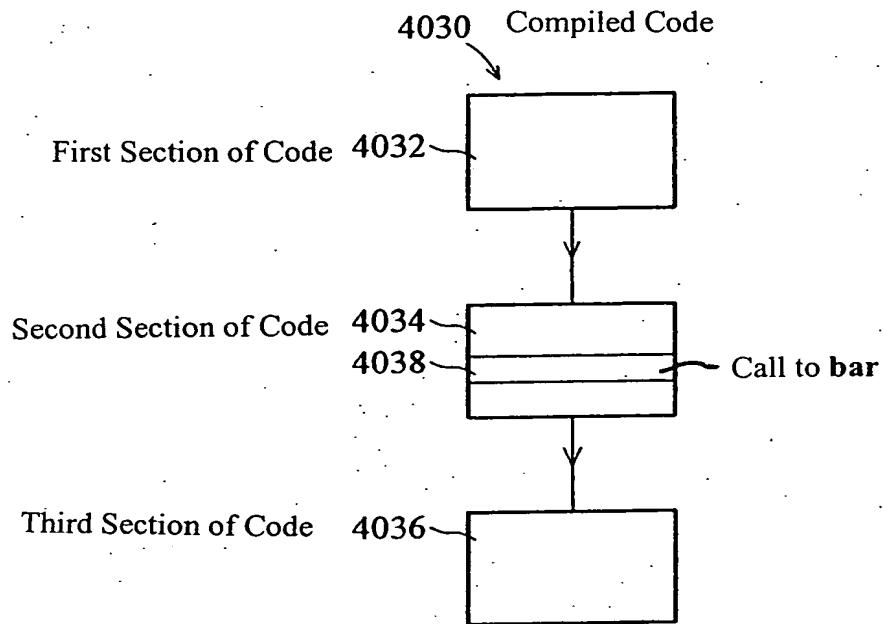 4030 Compiled Code
First Section of Code 4032
Second Section of Code 4034
4038 Call to bar
Third Section of Code 4036